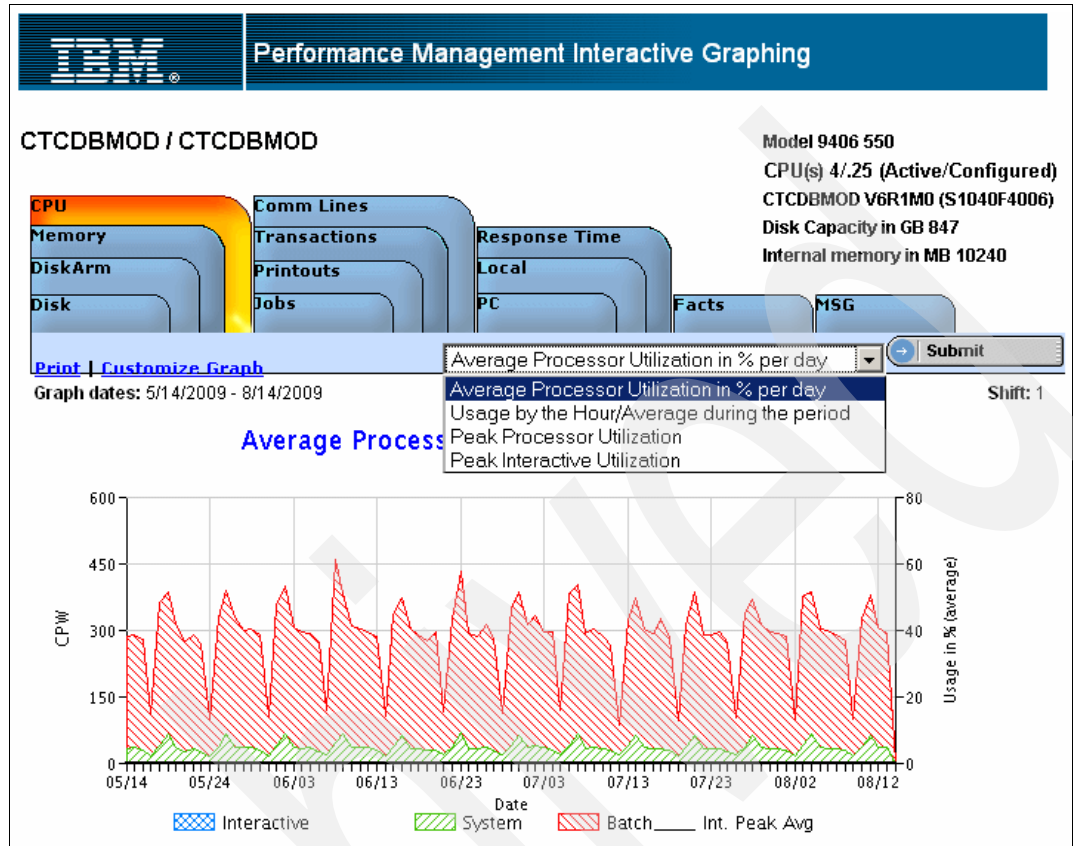 IBM®
Performance Management Interactive Graphing
CTCDBMOD / CTCDBMOD
Model 9406 550
CPU(s) 4/.25 (Active/Configured)
CTCDBMOD V6R1M0 (S1040F4006)
Disk Capacity in GB 847
Internal memory in MB 10240
CPU
Memory
DiskArm
Disk
Comm Lines
Transactions
Printouts
Jobs
Response Time
Local
PC
Facts
MSG
Print | Customize Graph
Average Processor Utilization in % per day
Submit
Average Processor Utilization in % per day
Usage by the Hour/Average during the period
Peak Processor Utilization
Peak Interactive Utilization
Graph dates: 5/14/2009 - 8/14/2009
Shift: 1
Average Process
600
450
300
150
0
CPW
80
60
40
20
0
Usage in % (average)
05/14 05/24 06/03 06/13 06/23 07/03 07/13 07/23 08/02 08/12
Date
Interactive System Batch Int. Peak Avg